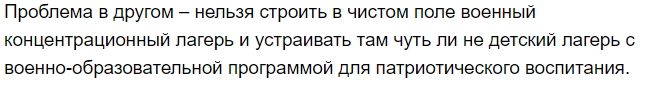 Проблема в другом – нельзя строить в чистом поле военный
концентрационный лагерь и устраивать там чуть ли не детский лагерь с
военно-образовательной программой для патриотического воспитания.